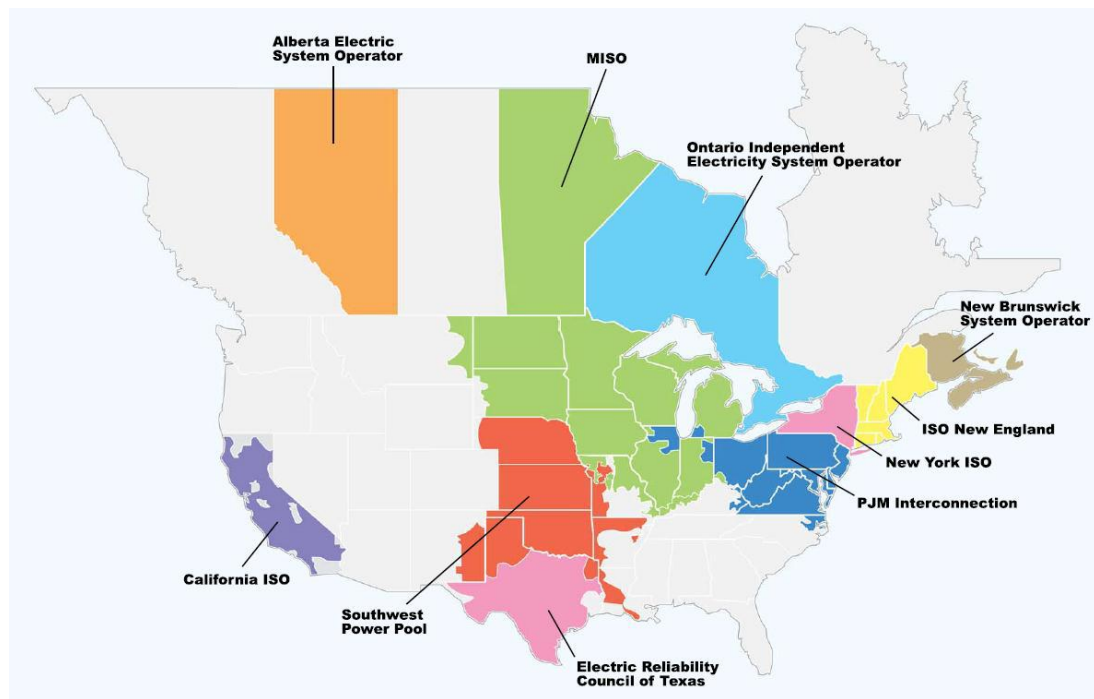 Alberta Electric
System Operator
MISO
Ontario Independent
Electricity System Operator
New Brunswick
System Operator
ISO New England
New York ISO
PJM Interconnection
California ISO
Southwest
Power Pool
Electric Reliability
Council of Texas